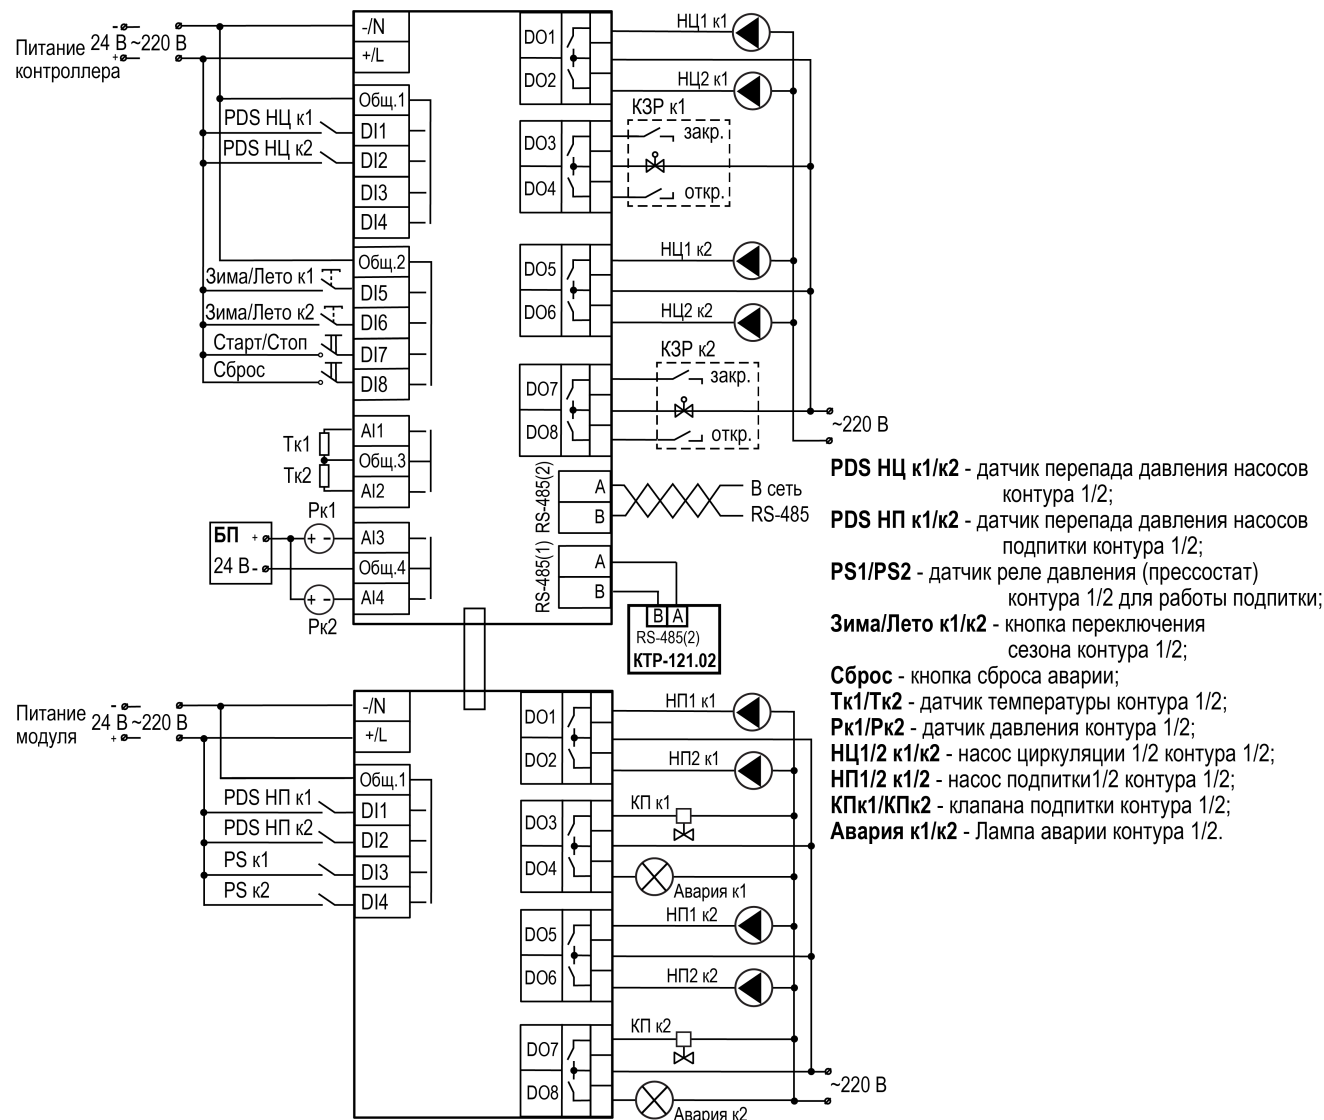 Питание
контроллера
- 24 В +
~220 В
-/N
+/L
Общ.1
PDS НЦ к1
DI1
PDS НЦ к2
DI2
DI3
DI4
Общ.2
Зима/Лето к1
DI5
Зима/Лето к2
DI6
Старт/Стоп
DI7
Сброс
DI8
Тк1
Тк2
AI1
Общ.3
AI2
БП +
24 В -
Рк1
+ -
Рк2
+ -
AI3
Общ.4
AI4
DO1
DO2
НЦ1 к1
НЦ2 к1
DO3
DO4
КЗР к1
закр.
откр.
DO5
DO6
НЦ1 к2
НЦ2 к2
DO7
DO8
КЗР к2
закр.
откр.
~220 В
RS-485(2)
A
B
В сеть
RS-485
RS-485(1)
A
B
B A
RS-485(2)
КТР-121.02
Питание
модуля
- 24 В +
~220 В
-/N
+/L
Общ.1
PDS НП к1
DI1
PDS НП к2
DI2
PS к1
DI3
PS к2
DI4
DO1
DO2
НП1 к1
НП2 к1
DO3
DO4
КП к1
Авария к1
DO5
DO6
НП1 к2
НП2 к2
DO7
DO8
КП к2
Авария к2
~220 В
PDS НЦ к1/к2 - датчик перепада давления насосов
контура 1/2;
PDS НП к1/к2 - датчик перепада давления насосов
подпитки контура 1/2;
PS1/PS2 - датчик реле давления (прессостат)
контура 1/2 для работы подпитки;
Зима/Лето к1/к2 - кнопка переключения
сезона контура 1/2;
Сброс - кнопка сброса аварии;
Тк1/Тк2 - датчик температуры контура 1/2;
Рк1/Рк2 - датчик давления контура 1/2;
НЦ1/2 к1/к2 - насос циркуляции 1/2 контура 1/2;
НП1/2 к1/2 - насос подпитки1/2 контура 1/2;
КПк1/КПк2 - клапана подпитки контура 1/2;
Авария к1/к2 - Лампа аварии контура 1/2.